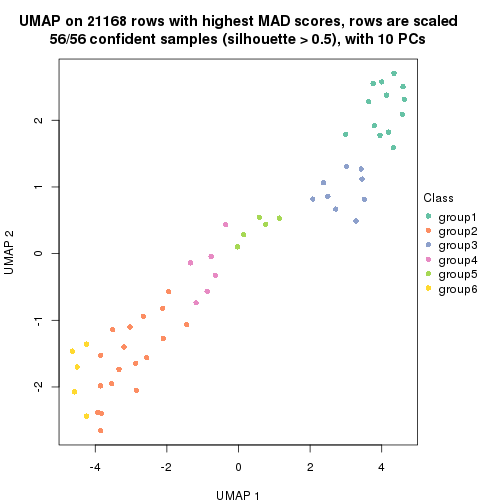 UMAP on 21168 rows with highest MAD scores, rows are scaled
56/56 confident samples (silhouette > 0.5), with 10 PCs
2
1
0
-1
-2
UMAP 2
-4
-2
0
2
4
UMAP 1
Class
group1
group2
group3
group4
group5
group6